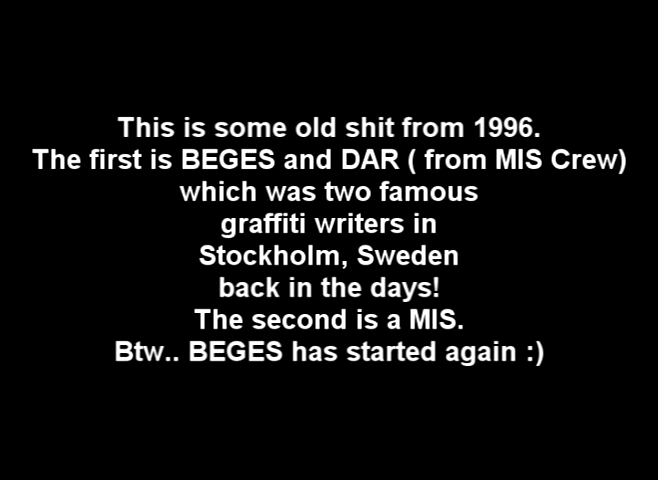 This is some old shit from 1996.
The first is BEGES and DAR ( from MIS Crew)
which was two famous
graffiti writers in
Stockholm, Sweden
back in the days!
The second is a MIS.
Btw.. BEGES has started again :)